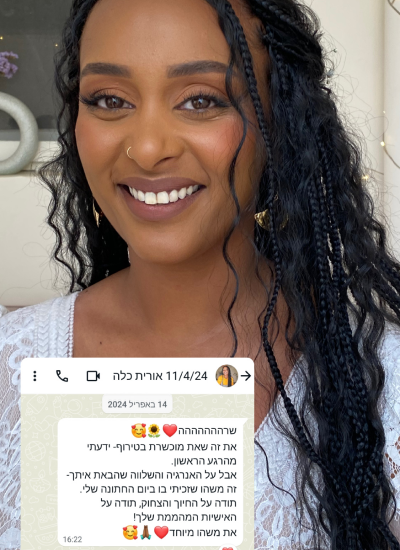 11/4/24 אורית כלה
14 באפריל 2024
שרהההההההה❤️🌻🥰
את זה שאת מוכשרת בטירוף- ידעתי
מהרגע הראשון.
אבל על האנרגיה והשלווה שהבאת איתך-
זה משהו שזכיתי בו ביום החתונה שלי.
תודה על החיוך והצחוק, תודה על
האישיות המהממת שלך!
את משהו מיוחד❤️🙏🏾🥰
16:22